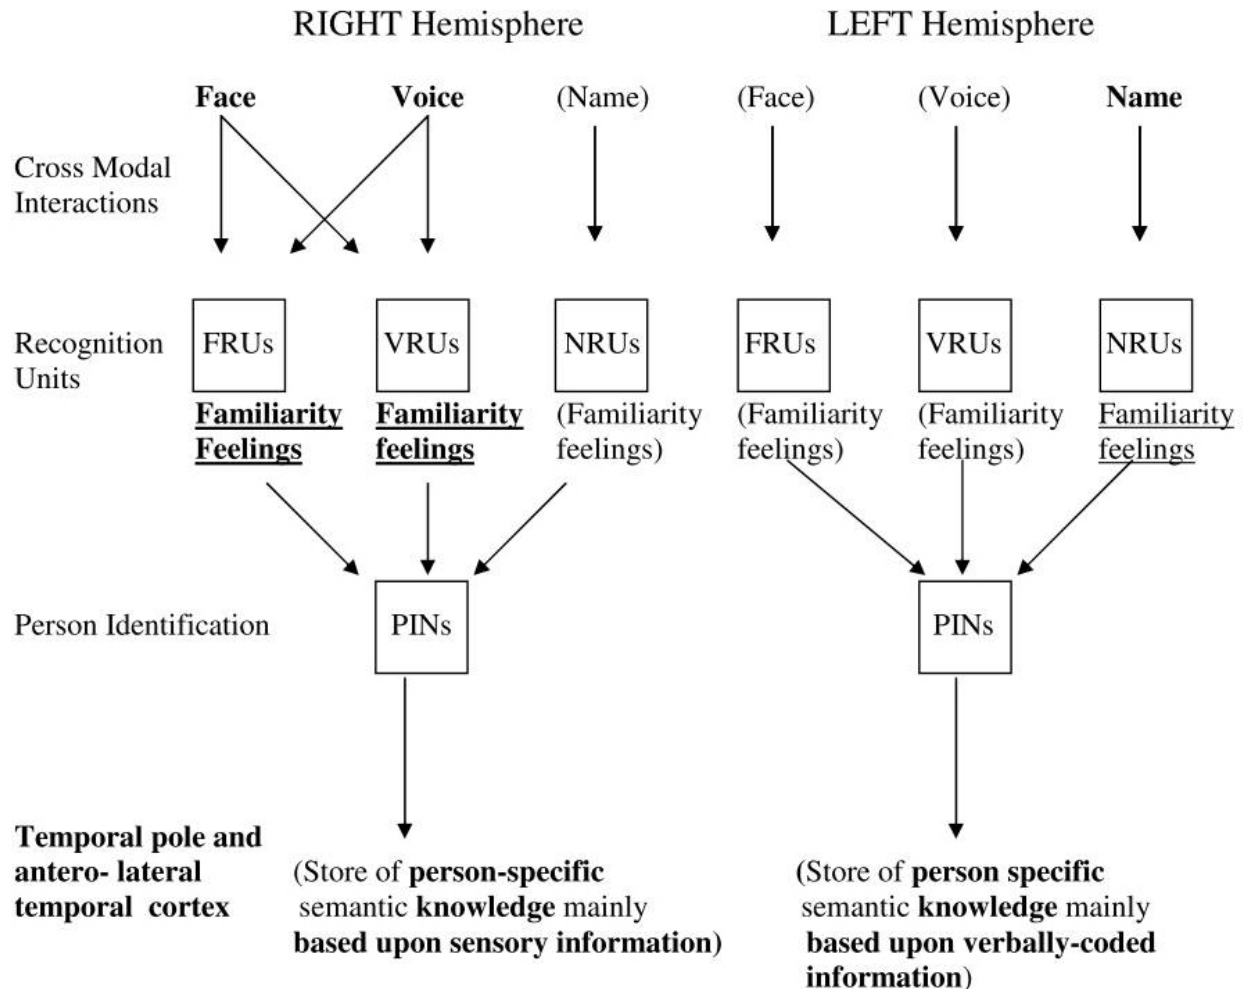 RIGHT Hemisphere LEFT Hemisphere
Face Voice (Name) (Face) (Voice) Name
Cross Modal
Interactions
FRUs VRUs NRUs FRUs VRUs NRUs
Recognition
Units
Familiarity Familiarity (Familiarity (Familiarity (Familiarity Familiarity
Feelings feelings feelings) feelings) feelings) feelings
Person Identification PINs PINs
Temporal pole and
antero- lateral
temporal cortex
(Store of person-specific
semantic knowledge mainly
based upon sensory information)
(Store of person specific
semantic knowledge mainly
based upon verbally-coded
information)